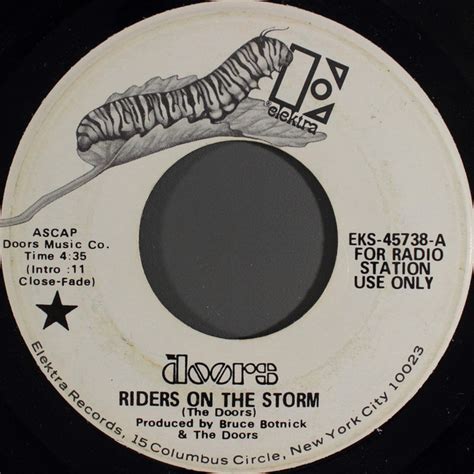 elektra
ASCAP
Doors Music Co.
Time 4:35
(Intro :11
Close-Fade)
EKS-45738-A
FOR RADIO
STATION
USE ONLY
doors
RIDERS ON THE STORM
(The Doors)
Produced by Bruce Botnick
& The Doors
Elektra Records, 15 Columbus Circle, New York City 10023